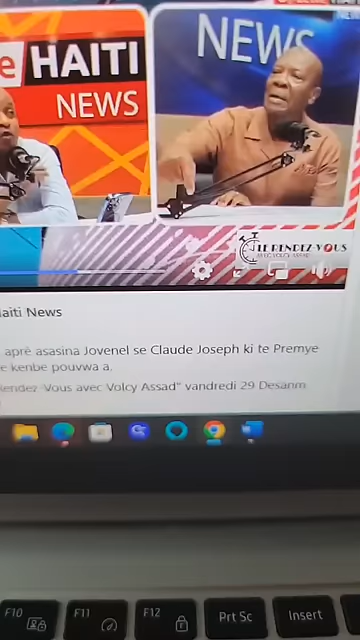 e HAITI
NEWS
NEWS
LE RENDEZ-VOUS
AVEC VOLCY ASSAD
Haiti News
aprè asasina Jovenel se Claude Joseph ki te Premye
e kenbe pouvwa a.
endez-Vous avec Volcy Assad" vandredi 29 Desanm
F10
F11
F12
Prt Sc
Insert